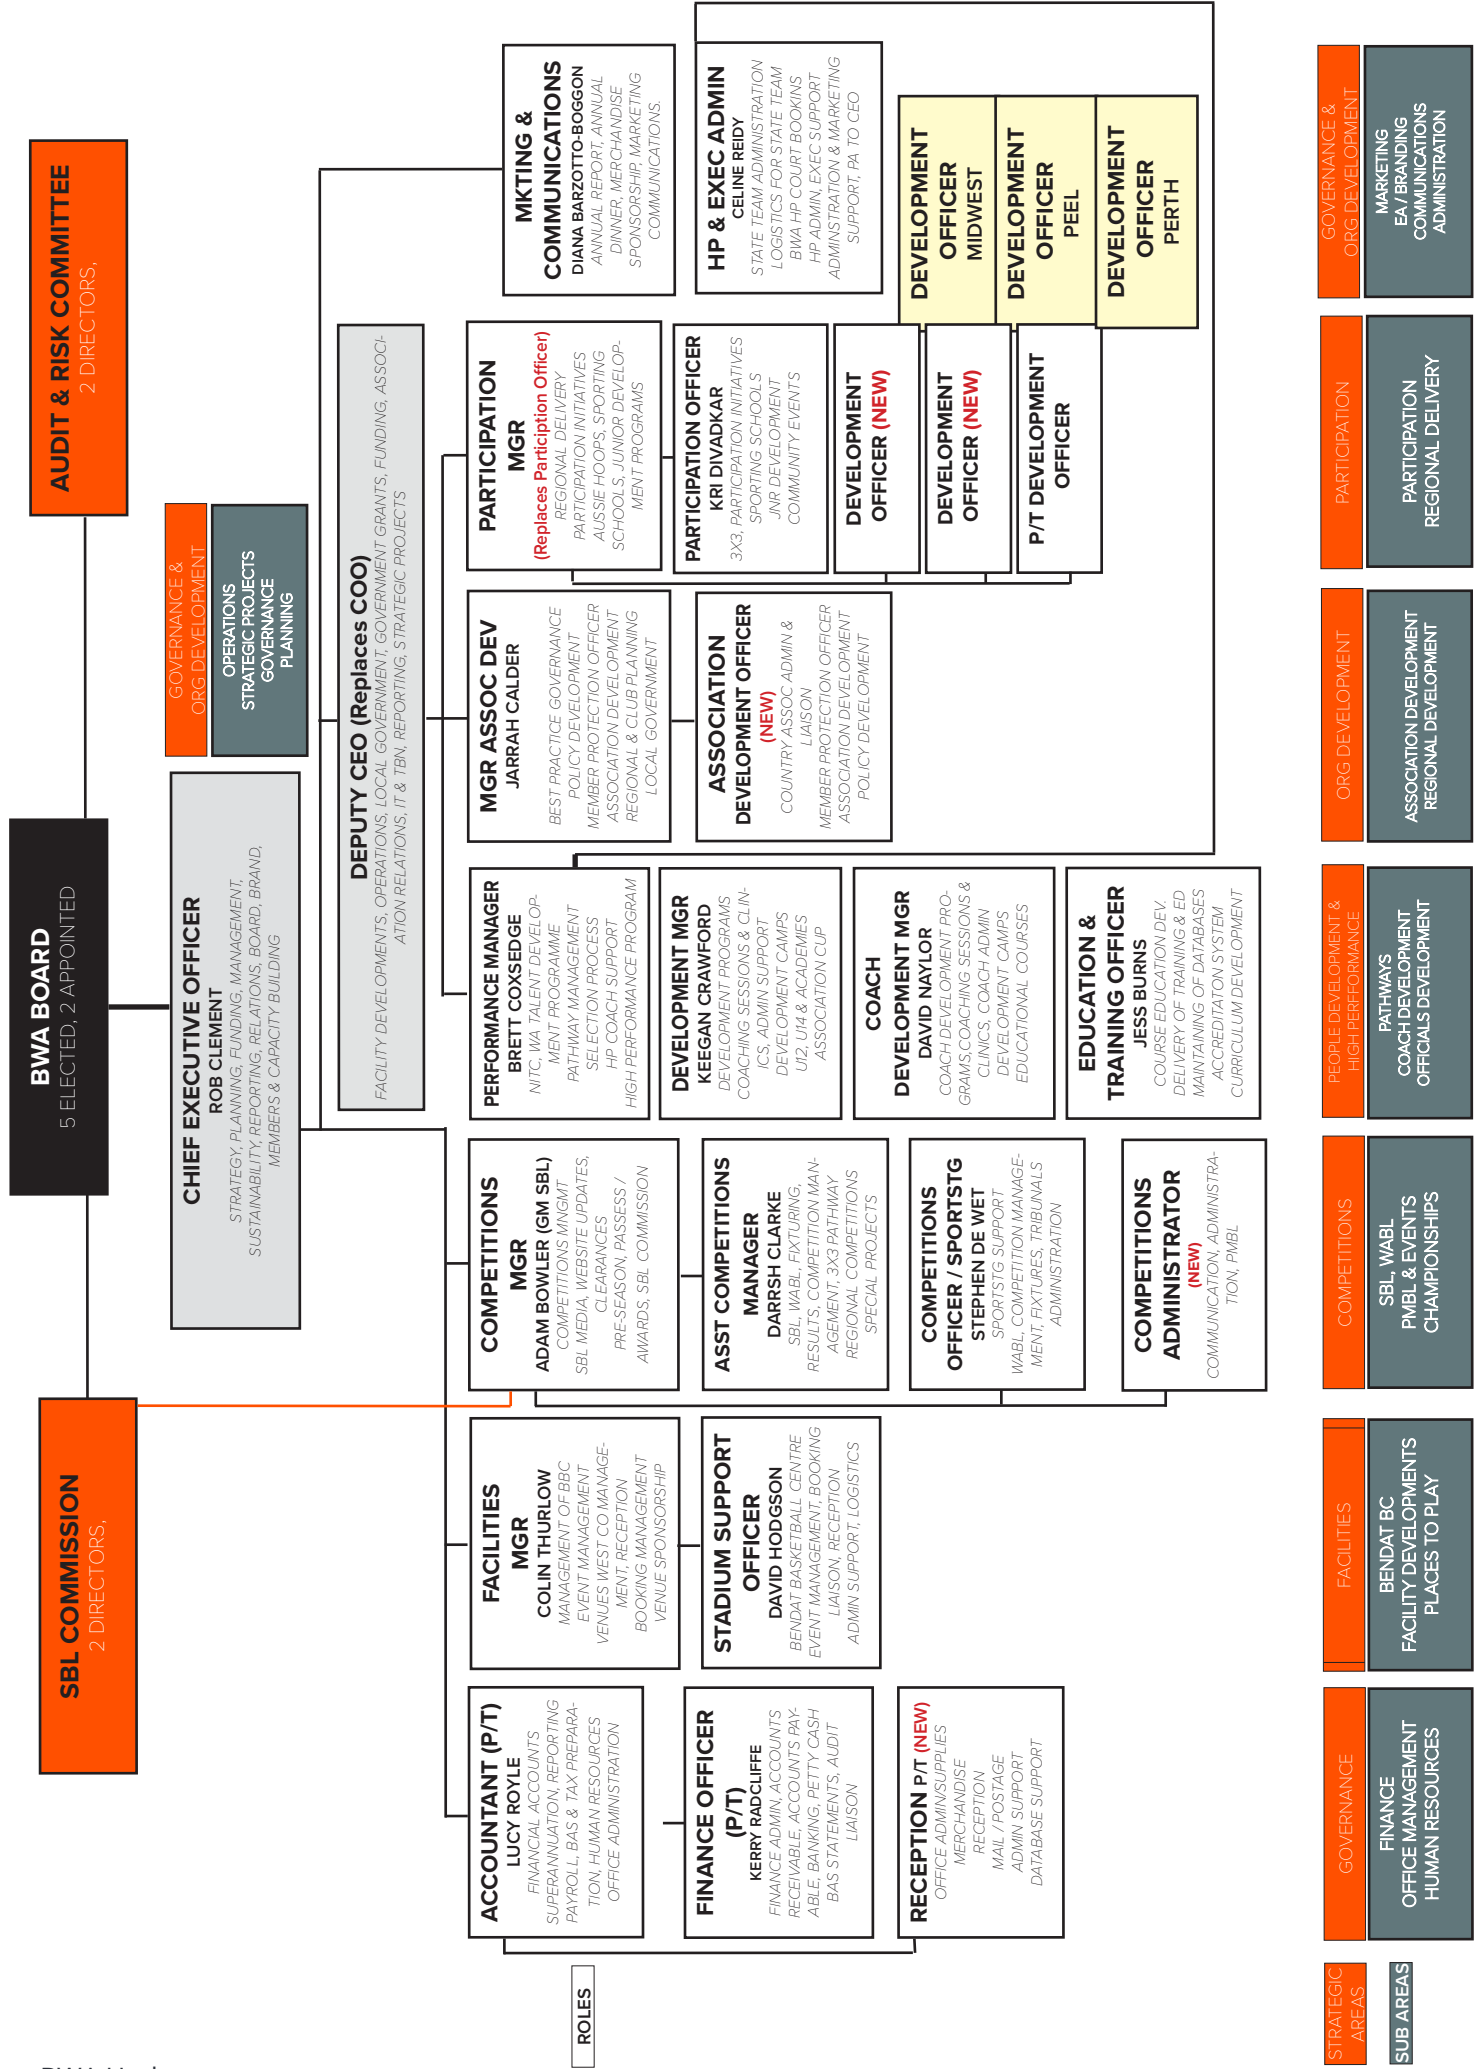 BWA BOARD
5 ELECTED, 2 APPOINTED
SBL COMMISSION
2 DIRECTORS,
AUDIT & RISK COMMITTEE
2 DIRECTORS,
CHIEF EXECUTIVE OFFICER
ROB CLEMENT
STRATEGY, PLANNING, FUNDING, MANAGEMENT,
SUSTAINABILITY, REPORTING, RELATIONS, BOARD, BRAND,
MEMBERS & CAPACITY BUILDING
GOVERNANCE &
ORG DEVELOPMENT
OPERATIONS
STRATEGIC PROJECTS
GOVERNANCE
PLANNING
DEPUTY CEO (Replaces COO)
FACILITY DEVELOPMENTS, OPERATIONS, LOCAL GOVERNMENT, GOVERNMENT GRANTS, FUNDING, ASSOCI-
ATION RELATIONS, IT & TBN, REPORTING, STRATEGIC PROJECTS
ROLES
ACCOUNTANT (P/T)
LUCY ROYLE
FINANCIAL ACCOUNTS
SUPERANNUATION, REPORTING
PAYROLL, BAS & TAX PREPARA-
TION, HUMAN RESOURCES
OFFICE ADMINISTRATION
FINANCE OFFICER
(P/T)
KERRY RADCLIFFE
FINANCE ADMIN, ACCOUNTS
RECEIVABLE, ACCOUNTS PAY-
ABLE, BANKING, PETTY CASH
BAS STATEMENTS, AUDIT
LIAISON
RECEPTION P/T (NEW)
OFFICE ADMIN/SUPPLIES
MERCHANDISE
RECEPTION
MAIL / POSTAGE
ADMIN SUPPORT
DATABASE SUPPORT
FACILITIES
MGR
COLIN THURLOW
MANAGEMENT OF BBC
EVENT MANAGEMENT
VENUES WEST CO MANAGE-
MENT, RECEPTION
BOOKING MANAGEMENT
VENUE SPONSORSHIP
STADIUM SUPPORT
OFFICER
DAVID HODGSON
BENDAT BASKETBALL CENTRE
EVENT MANAGEMENT, BOOKING
LIAISON, RECEPTION
ADMIN SUPPORT, LOGISTICS
COMPETITIONS
MGR
ADAM BOWLER (GM SBL)
COMPETITIONS MNGMT
SBL MEDIA, WEBSITE UPDATES,
CLEARANCES
PRE-SEASON, PASSESS /
AWARDS, SBL COMMISSION
ASST COMPETITIONS
MANAGER
DARRSH CLARKE
SBL, WABL, FIXTURING,
RESULTS, COMPETITION MAN-
AGEMENT, 3X3 PATHWAY
REGIONAL COMPETITIONS
SPECIAL PROJECTS
COMPETITIONS
OFFICER / SPORTSTG
STEPHEN DE WET
SPORTSTG SUPPORT
WABL, COMPETITION MANAGE-
MENT, FIXTURES, TRIBUNALS
ADMINISTRATION
COMPETITIONS
ADMINISTRATOR
(NEW)
COMMUNICATION, ADMINISTRA-
TION, PMBL
PERFORMANCE MANAGER
BRETT COXSEDGE
NITC, WA TALENT DEVELOP-
MENT PROGRAMME
PATHWAY MANAGEMENT
SELECTION PROCESS
HP COACH SUPPORT
HIGH PERFORMANCE PROGRAM
DEVELOPMENT MGR
KEEGAN CRAWFORD
DEVELOPMENT PROGRAMS
COACHING SESSIONS & CLIN-
ICS, ADMIN SUPPORT
DEVELOPMENT CAMPS
U12, U14 & ACADEMIES
ASSOCIATION CUP
COACH
DEVELOPMENT MGR
DAVID NAYLOR
COACH DEVELOPMENT PRO-
GRAMS,COACHING SESSIONS &
CLINICS, COACH ADMIN
DEVELOPMENT CAMPS
EDUCATIONAL COURSES
EDUCATION &
TRAINING OFFICER
JESS BURNS
COURSE EDUCATION DEV.
DELIVERY OF TRAINING & ED
MAINTAINING OF DATABASES
ACCREDITATON SYSTEM
CURRICULUM DEVELOPMENT
MGR ASSOC DEV
JARRAH CALDER
BEST PRACTICE GOVERNANCE
POLICY DEVELOPMENT
MEMBER PROTECTION OFFICER
ASSOCIATION DEVELOPMENT
REGIONAL & CLUB PLANNING
LOCAL GOVERNMENT
ASSOCIATION
DEVELOPMENT OFFICER
(NEW)
COUNTRY ASSOC ADMIN &
LIAISON
MEMBER PROTECTION OFFICER
ASSOCIATION DEVELOPMENT
POLICY DEVELOPMENT
PARTICIPATION
MGR
(Replaces Particiption Officer)
REGIONAL DELIVERY
PARTICIPATION INITIATIVES
AUSSIE HOOPS, SPORTING
SCHOOLS, JUNIOR DEVELOP-
MENT PROGRAMS
PARTICIPATION OFFICER
KRI DIVADKAR
3X3, PARTICIPATION INITIATIVES
SPORTING SCHOOLS
JNR DEVELOPMENT
COMMUNITY EVENTS
DEVELOPMENT
OFFICER (NEW)
DEVELOPMENT
OFFICER (NEW)
P/T DEVELOPMENT
OFFICER
MKTING &
COMMUNICATIONS
DIANA BARZOTTO-BOGGON
ANNUAL REPORT, ANNUAL
DINNER, MERCHANDISE
SPONSORSHIP, MARKETING
COMMUNICATIONS.
HP & EXEC ADMIN
CELINE REIDY
STATE TEAM ADMINISTRATION
LOGISTICS FOR STATE TEAM
BWA HP COURT BOOKINS
HP ADMIN, EXEC SUPPORT
ADMINSTRATION & MARKETING
SUPPORT, PA TO CEO
DEVELOPMENT
OFFICER
MIDWEST
DEVELOPMENT
OFFICER
PEEL
DEVELOPMENT
OFFICER
PERTH
STRATEGIC
AREAS
SUB AREAS
GOVERNANCE
FINANCE
OFFICE MANAGEMENT
HUMAN RESOURCES
FACILITIES
BENDAT BC
FACILITY DEVELOPMENTS
PLACES TO PLAY
COMPETITIONS
SBL, WABL
PMBL & EVENTS
CHAMPIONSHIPS
PEOPLE DEVELOPMENT &
HIGH PERFFORMANCE
PATHWAYS
COACH DEVELOPMENT
OFFICIALS DEVELOPMENT
ORG DEVELOPMENT
ASSOCIATION DEVELOPMENT
REGIONAL DEVELOPMENT
PARTICIPATION
PARTICIPATION
REGIONAL DELIVERY
GOVERNANCE &
ORG DEVELOPMENT
MARKETING
EA / BRANDING
COMMUNICATIONS
ADMINISTRATION